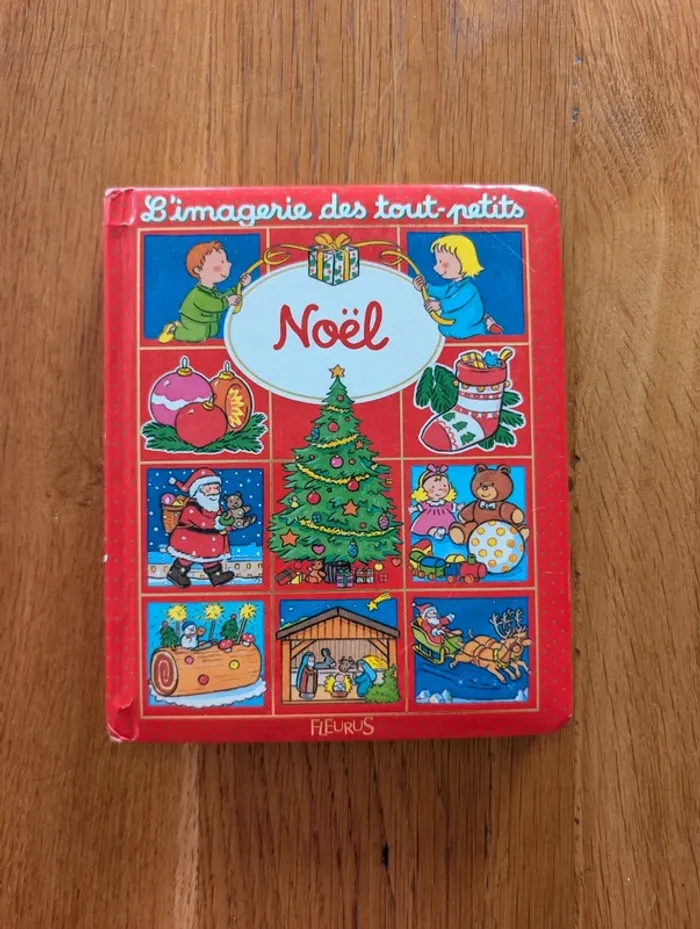 L'imagerie des tout-petits
Noël
FLEURUS